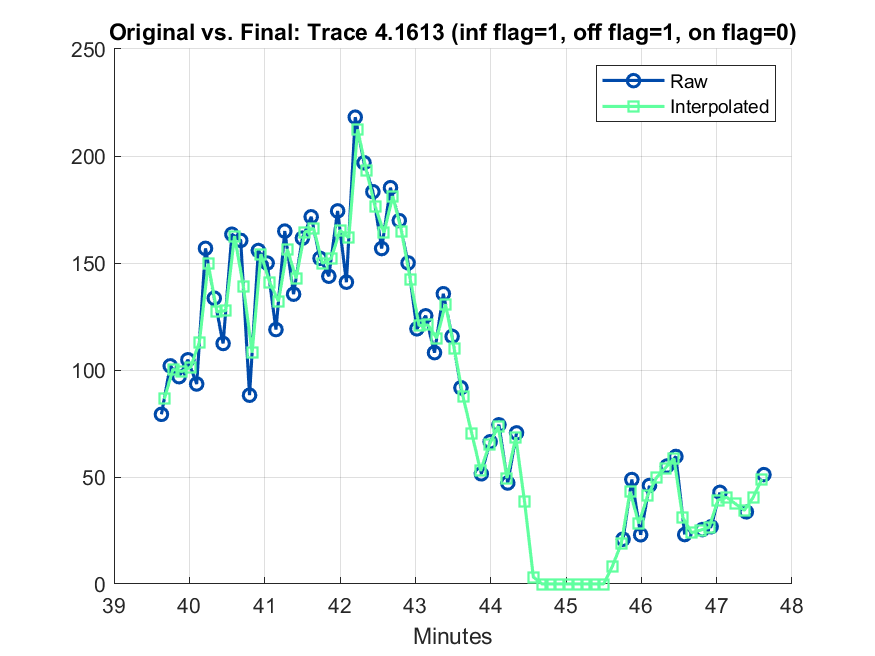 Original vs. Final: Trace 4.1613 (inf flag=1, off flag=1, on flag=0)
250
Raw
Interpolated
200
150
100
50
0
39 40 41 42 43 44 45 46 47 48
Minutes